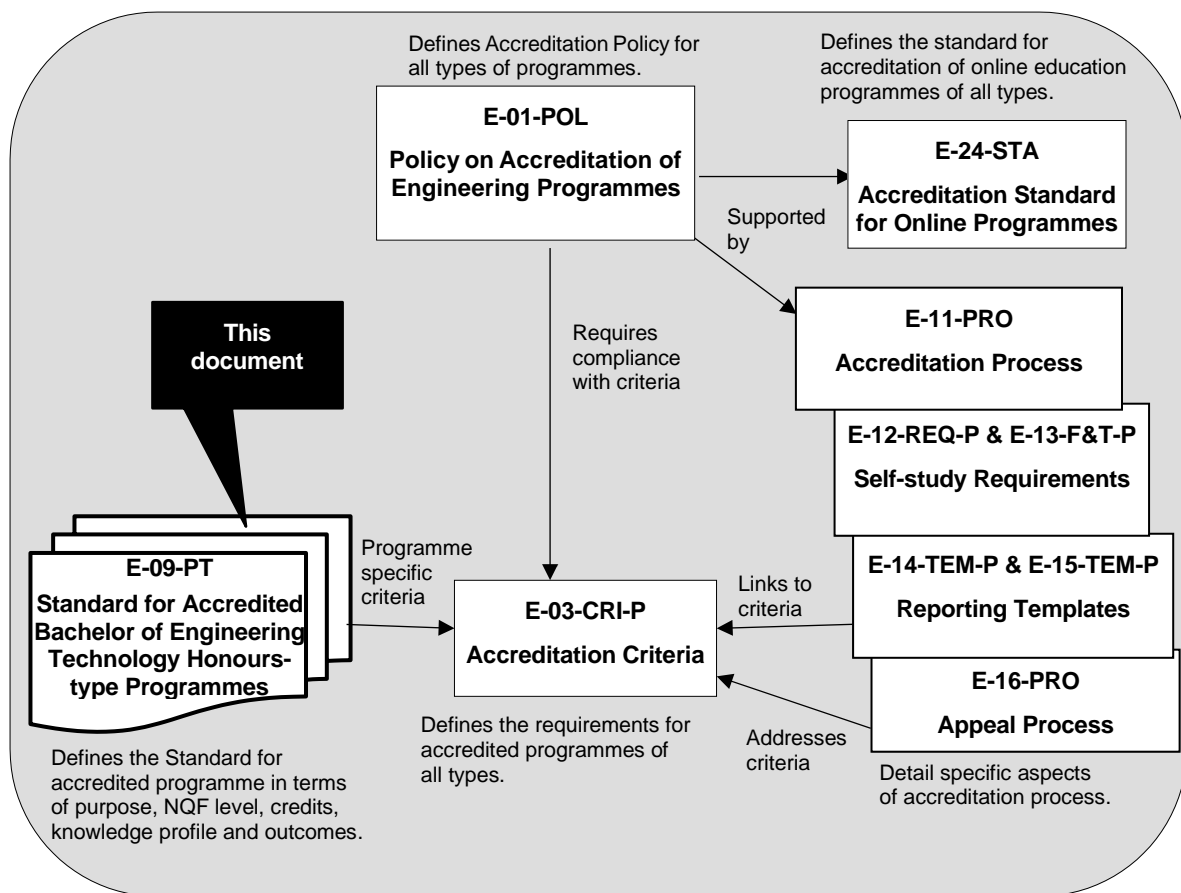 Defines Accreditation Policy for
all types of programmes.
Defines the standard for
accreditation of online education
programmes of all types.
E-01-POL
Policy on Accreditation of
Engineering Programmes
E-24-STA
Accreditation Standard
for Online Programmes
Supported
by
E-11-PRO
Accreditation Process
This
document
Requires
compliance
with criteria
E-12-REQ-P & E-13-F&T-P
Self-study Requirements
E-09-PT
Standard for Accredited
Bachelor of Engineering
Technology Honours-
type Programmes
Programme
specific
criteria
E-03-CRI-P
Accreditation Criteria
Links to
criteria
E-14-TEM-P & E-15-TEM-P
Reporting Templates
E-16-PRO
Appeal Process
Defines the Standard for
accredited programme in terms
of purpose, NQF level, credits,
knowledge profile and outcomes.
Defines the requirements for
accredited programmes of
all types.
Addresses
criteria
Detail specific aspects
of accreditation process.